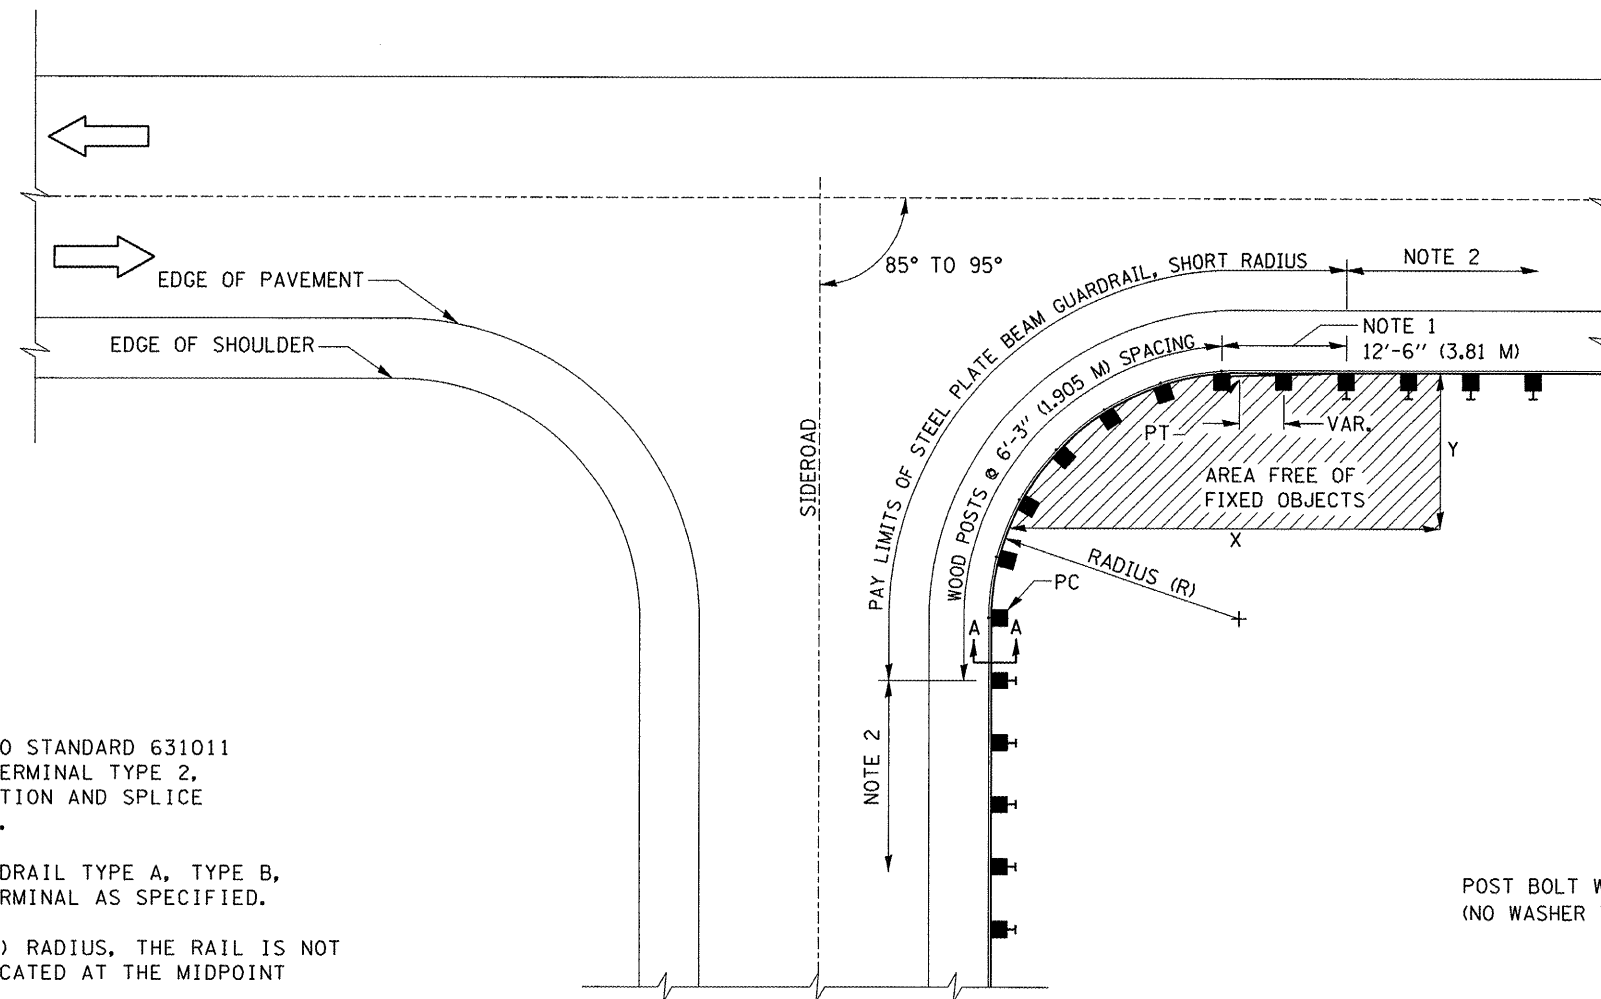 EDGE OF PAVEMENT
EDGE OF SHOULDER
85° TO 95°
SIDEROAD
PAY LIMITS OF STEEL PLATE BEAM GUARDRAIL, SHORT RADIUS
NOTE 2
WOOD POSTS @ 6'-3" (1.905 M) SPACING
NOTE 1
12'-6" (3.81 M)
PT
VAR.
Y
AREA FREE OF
FIXED OBJECTS
X
RADIUS (R)
PC
A A
NOTE 2
O STANDARD 631011
ERMINAL TYPE 2,
TION AND SPLICE
.
DRAIL TYPE A, TYPE B,
RMINAL AS SPECIFIED.
) RADIUS, THE RAIL IS NOT
CATED AT THE MIDPOINT
POST BOLT W
(NO WASHER